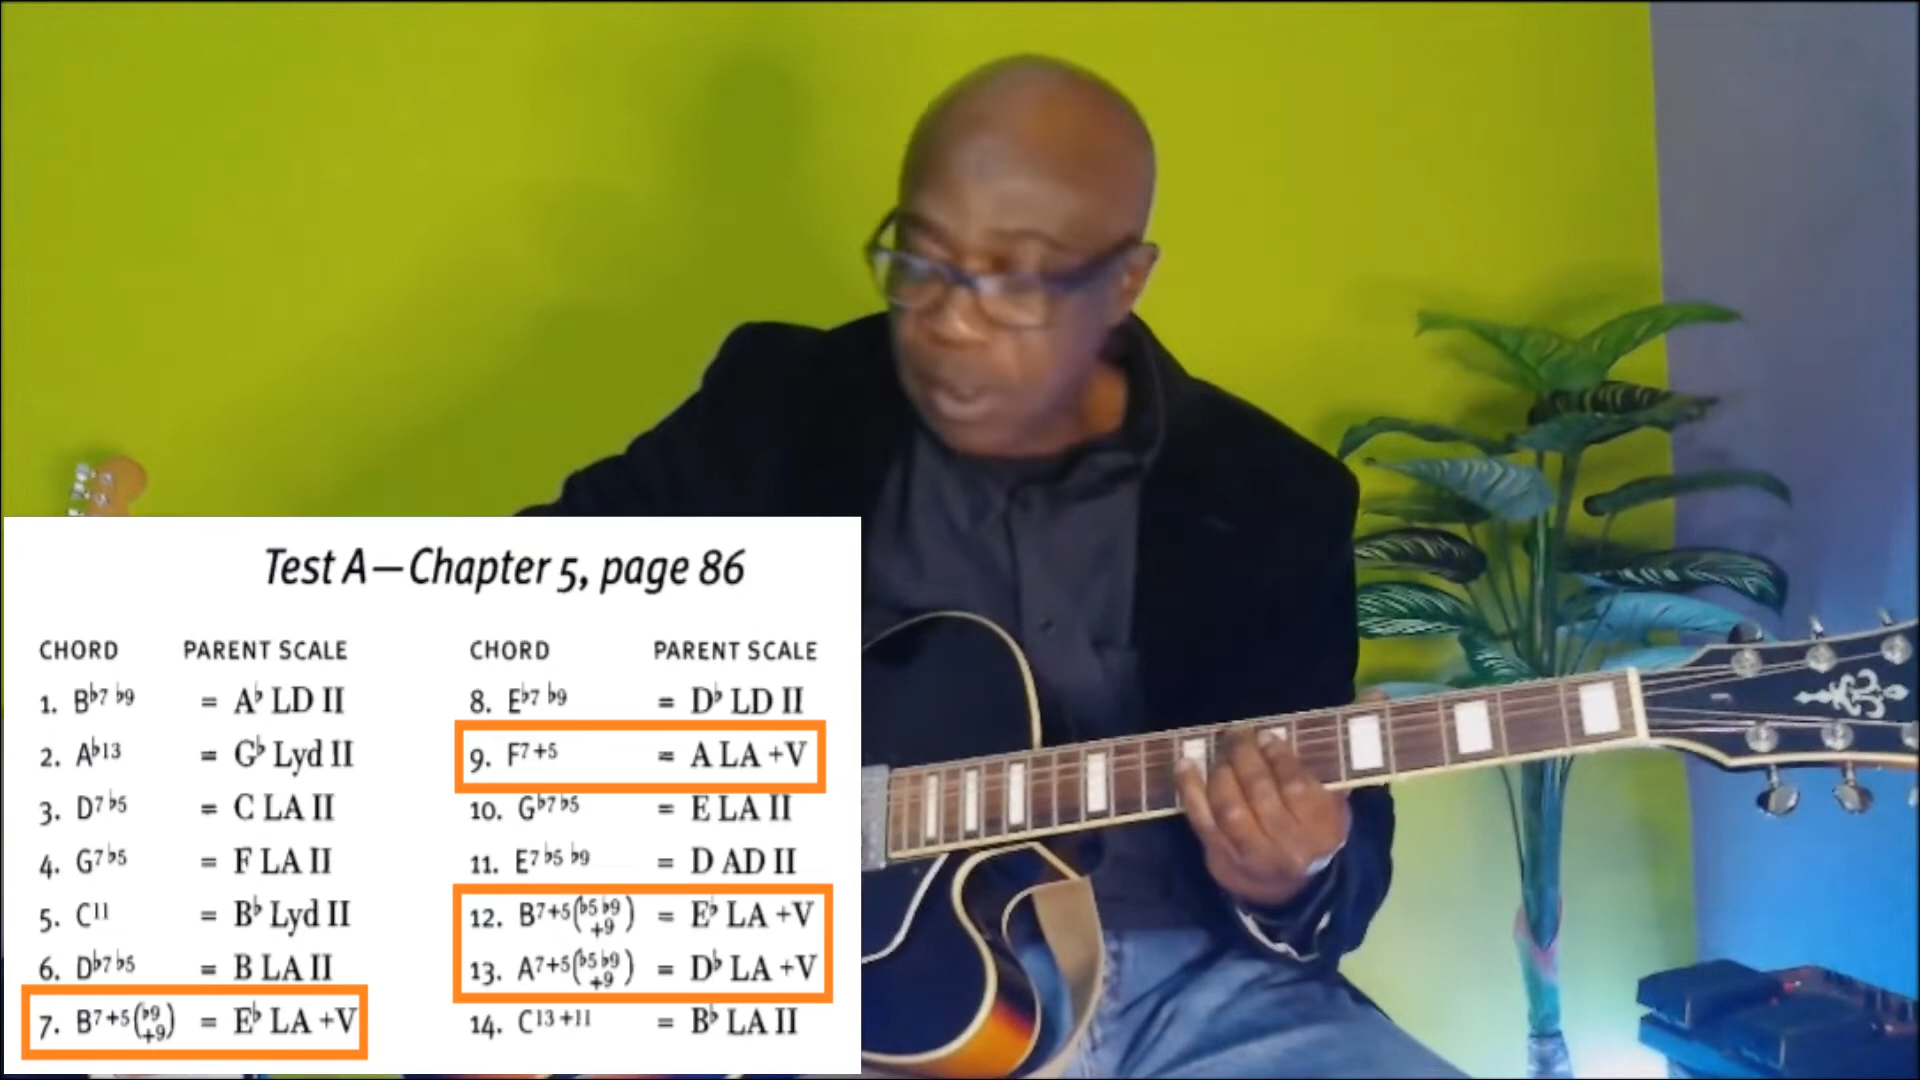 Test A—Chapter 5, page 86
CHORD PARENT SCALE
1. B♭7 ♭9 = A♭ LD II
2. A♭13 = G♭ Lyd II
3. D7 ♭5 = C LA II
4. G7 ♭5 = F LA II
5. C11 = B♭ Lyd II
6. D♭7 ♭5 = B LA II
7. B7+5(♭9 +9) = E♭ LA +V
CHORD PARENT SCALE
8. E♭7 ♭9 = D♭ LD II
9. F7+5 = A LA +V
10. G♭7 ♭5 = E LA II
11. E7 ♭5 ♭9 = D AD II
12. B7+5(♭5 ♭9 +9) = E♭ LA +V
13. A7+5(♭5 ♭9 +9) = D♭ LA +V
14. C13 +11 = B♭ LA II